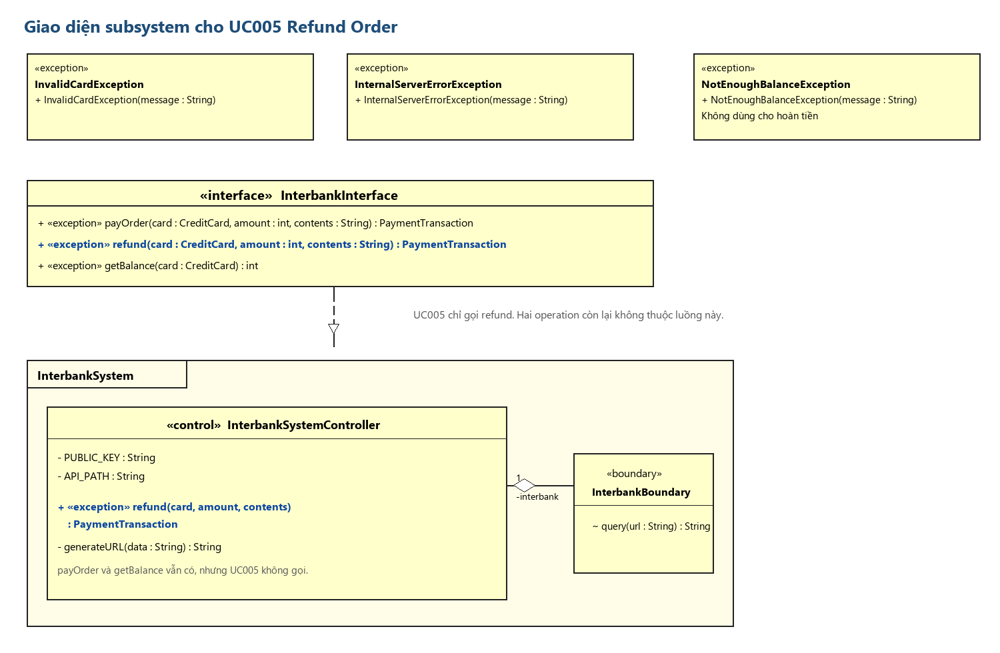 Giao diện subsystem cho UC005 Refund Order
«exception»
InvalidCardException
+ InvalidCardException(message : String)
«exception»
InternalServerErrorException
+ InternalServerErrorException(message : String)
«exception»
NotEnoughBalanceException
+ NotEnoughBalanceException(message : String)
Không dùng cho hoàn tiền
«interface» InterbankInterface
+ «exception» payOrder(card : CreditCard, amount : int, contents : String) : PaymentTransaction
+ «exception» refund(card : CreditCard, amount : int, contents : String) : PaymentTransaction
+ «exception» getBalance(card : CreditCard) : int
UC005 chỉ gọi refund. Hai operation còn lại không thuộc luồng này.
InterbankSystem
«control» InterbankSystemController
- PUBLIC_KEY : String
- API_PATH : String
+ «exception» refund(card, amount, contents)
: PaymentTransaction
- generateURL(data : String) : String
payOrder và getBalance vẫn có, nhưng UC005 không gọi.
1
-interbank
«boundary»
InterbankBoundary
~ query(url : String) : String